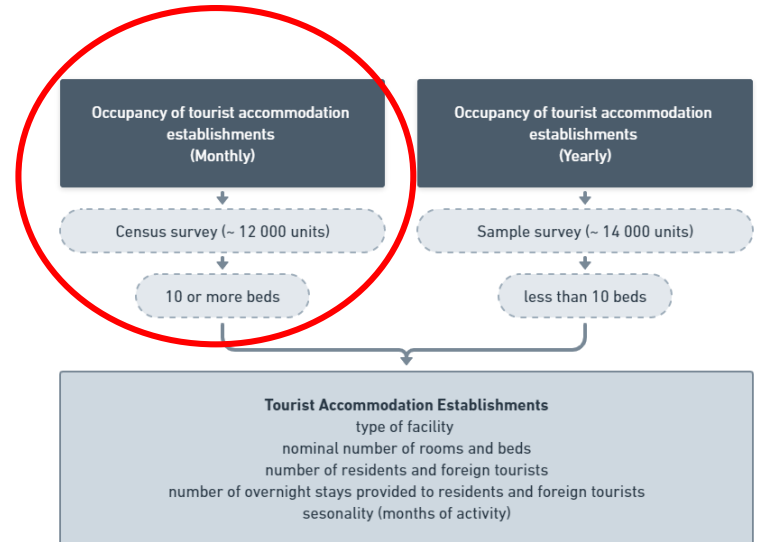 Occupancy of tourist accommodation
establishments
(Monthly)
Census survey (~ 12 000 units)
10 or more beds
Occupancy of tourist accommodation
establishments
(Yearly)
Sample survey (~ 14 000 units)
less than 10 beds
Tourist Accommodation Establishments
type of facility
nominal number of rooms and beds
number of residents and foreign tourists
number of overnight stays provided to residents and foreign tourists
sesonality (months of activity)